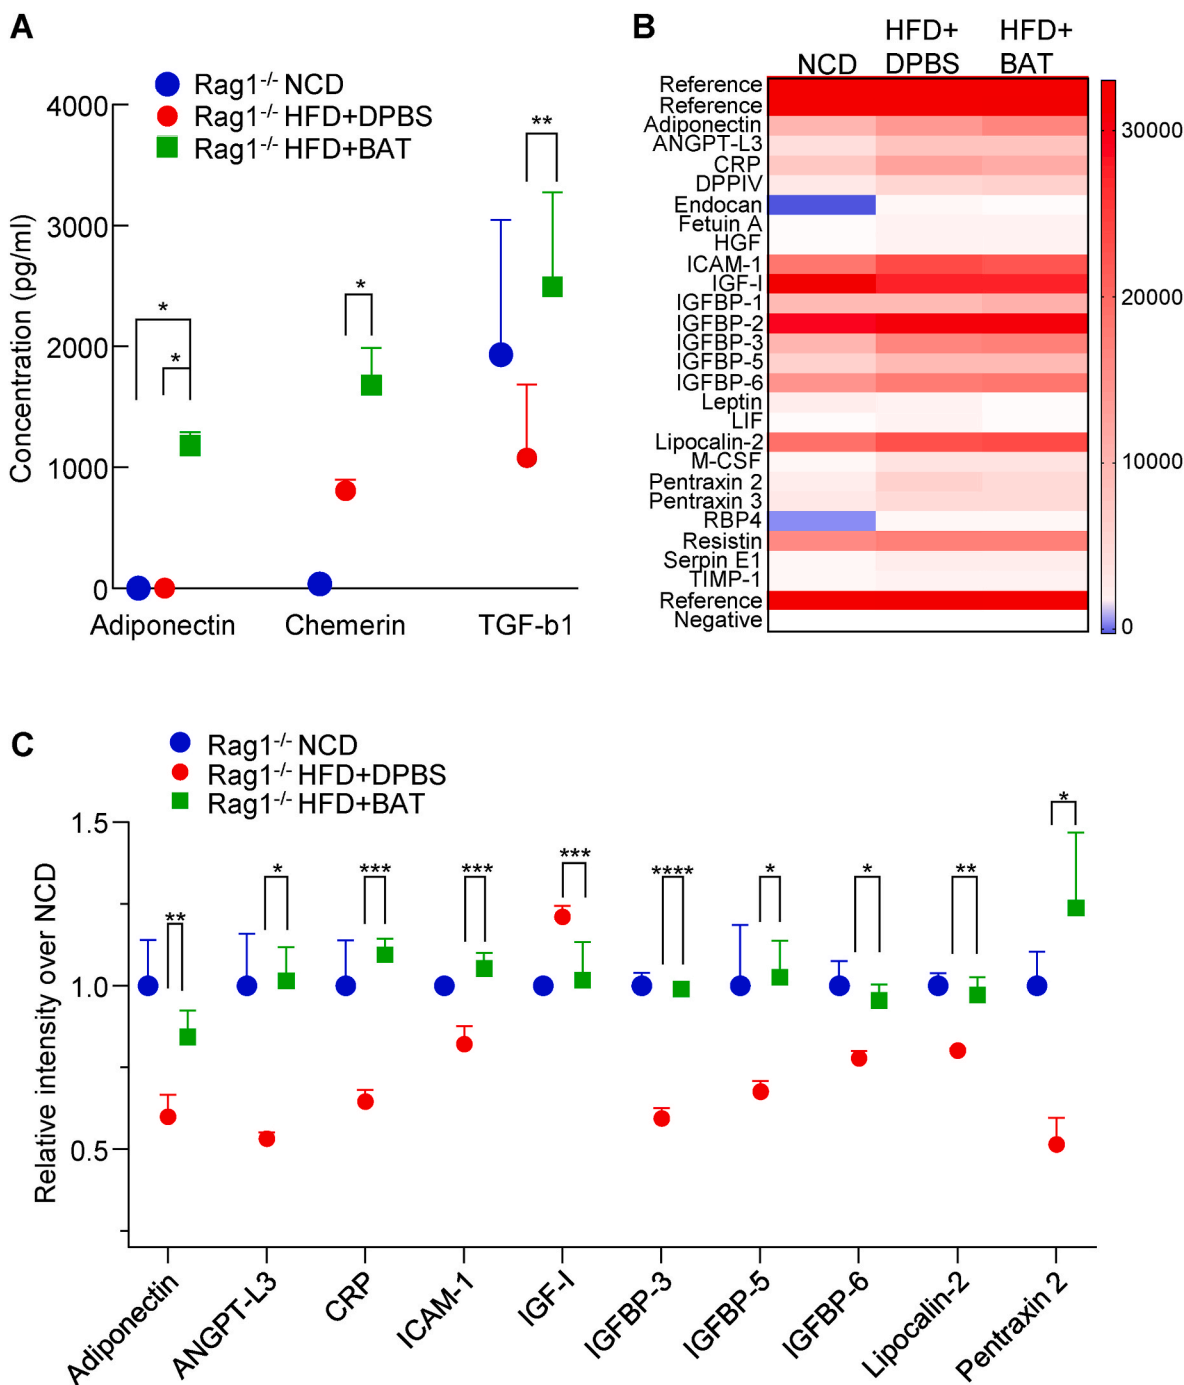 A
Rag1-/- NCD
Rag1-/- HFD+DPBS
Rag1-/- HFD+BAT
Concentration (pg/ml)
4000
3000
2000
1000
0
*
*
*
**
Adiponectin Chemerin TGF-b1
B
NCD HFD+ DPBS HFD+ BAT
Reference
Reference
Adiponectin
ANGPT-L3
CRP
DPPIV
Endocan
Fetuin A
HGF
ICAM-1
IGF-I
IGFBP-1
IGFBP-2
IGFBP-3
IGFBP-5
IGFBP-6
Leptin
LIF
Lipocalin-2
M-CSF
Pentraxin 2
Pentraxin 3
RBP4
Resistin
Serpin E1
TIMP-1
Reference
Negative
30000
20000
10000
0
C
Rag1-/- NCD
Rag1-/- HFD+DPBS
Rag1-/- HFD+BAT
Relative intensity over NCD
1.5
1.0
0.5
** * *** *** *** **** * * ** *
Adiponectin ANGPT-L3 CRP ICAM-1 IGF-I IGFBP-3 IGFBP-5 IGFBP-6 Lipocalin-2 Pentraxin 2